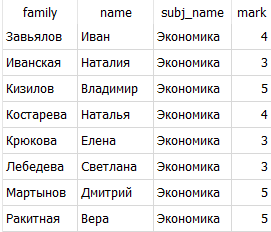 family name subj_name mark
Завьялов Иван Экономика 4
Иванская Наталия Экономика 3
Кизилов Владимир Экономика 5
Костарева Наталья Экономика 4
Крюкова Елена Экономика 3
Лебедева Светлана Экономика 3
Мартынов Дмитрий Экономика 5
Ракитная Вера Экономика 5